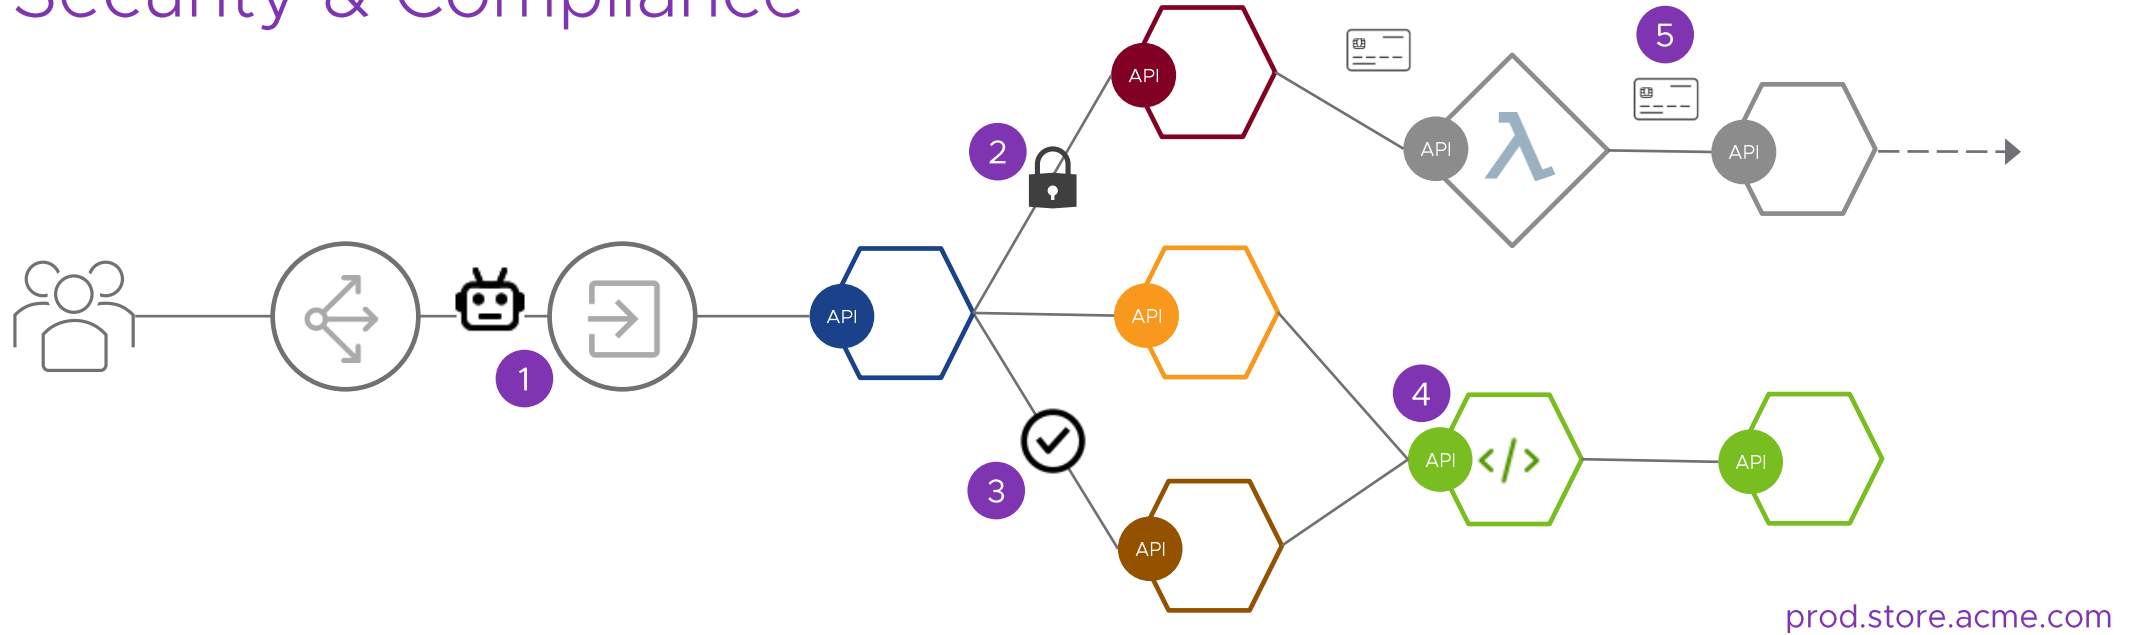 Security & Compliance
5
API
2
API
API
1
API
API
4
API
API
3
API
prod.store.acme.com